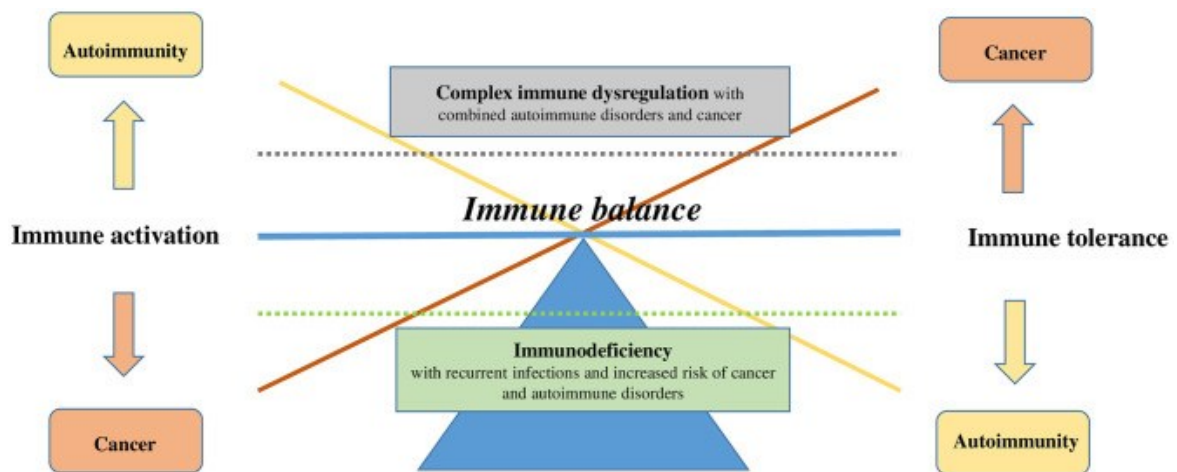 Autoimmunity
Cancer
Complex immune dysregulation with
combined autoimmune disorders and cancer
Immune balance
Immune activation
Immune tolerance
Immunodeficiency
with recurrent infections and increased risk of cancer
and autoimmune disorders
Cancer
Autoimmunity